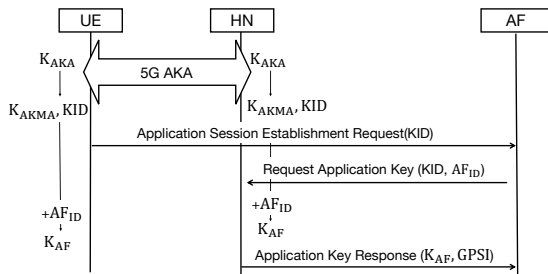 UE HN AF
K_AKA 5G AKA K_AKA
K_AKMA, KID K_AKMA, KID
Application Session Establishment Request(KID)
Request Application Key (KID, AF_ID)
+AF_ID +AF_ID
K_AF K_AF
Application Key Response (K_AF, GPSI)